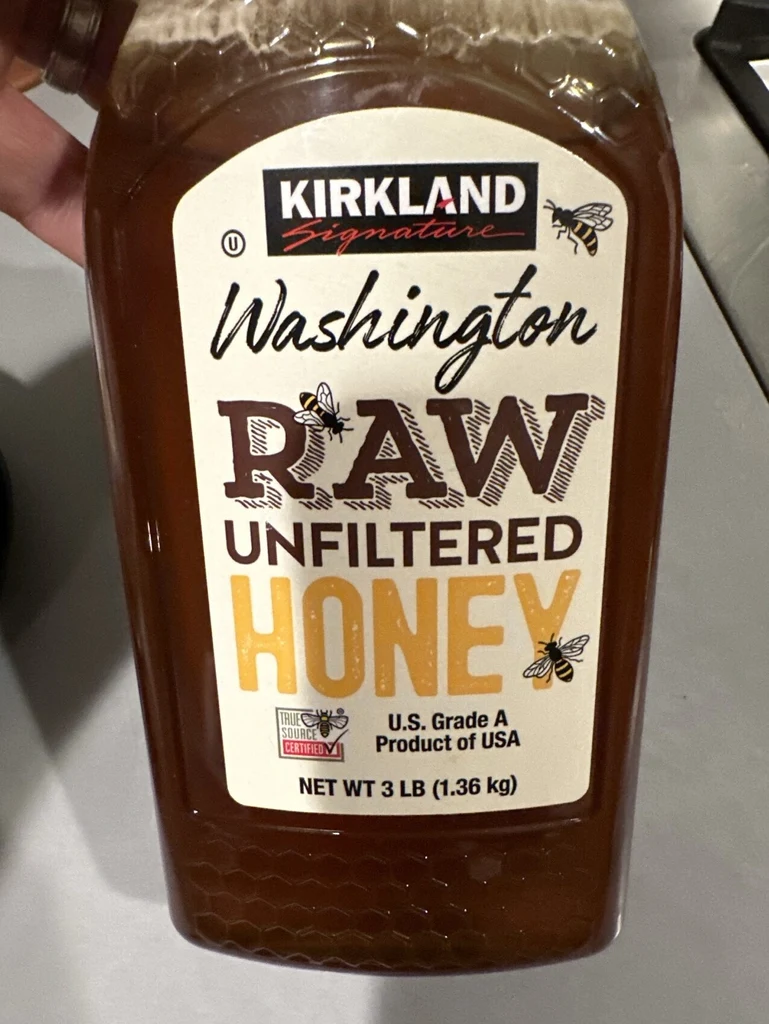 KIRKLAND
Signature
U
Washington
RAW
UNFILTERED
HONEY
TRUE
SOURCE
CERTIFIED
®
U.S. Grade A
Product of USA
NET WT 3 LB (1.36 kg)